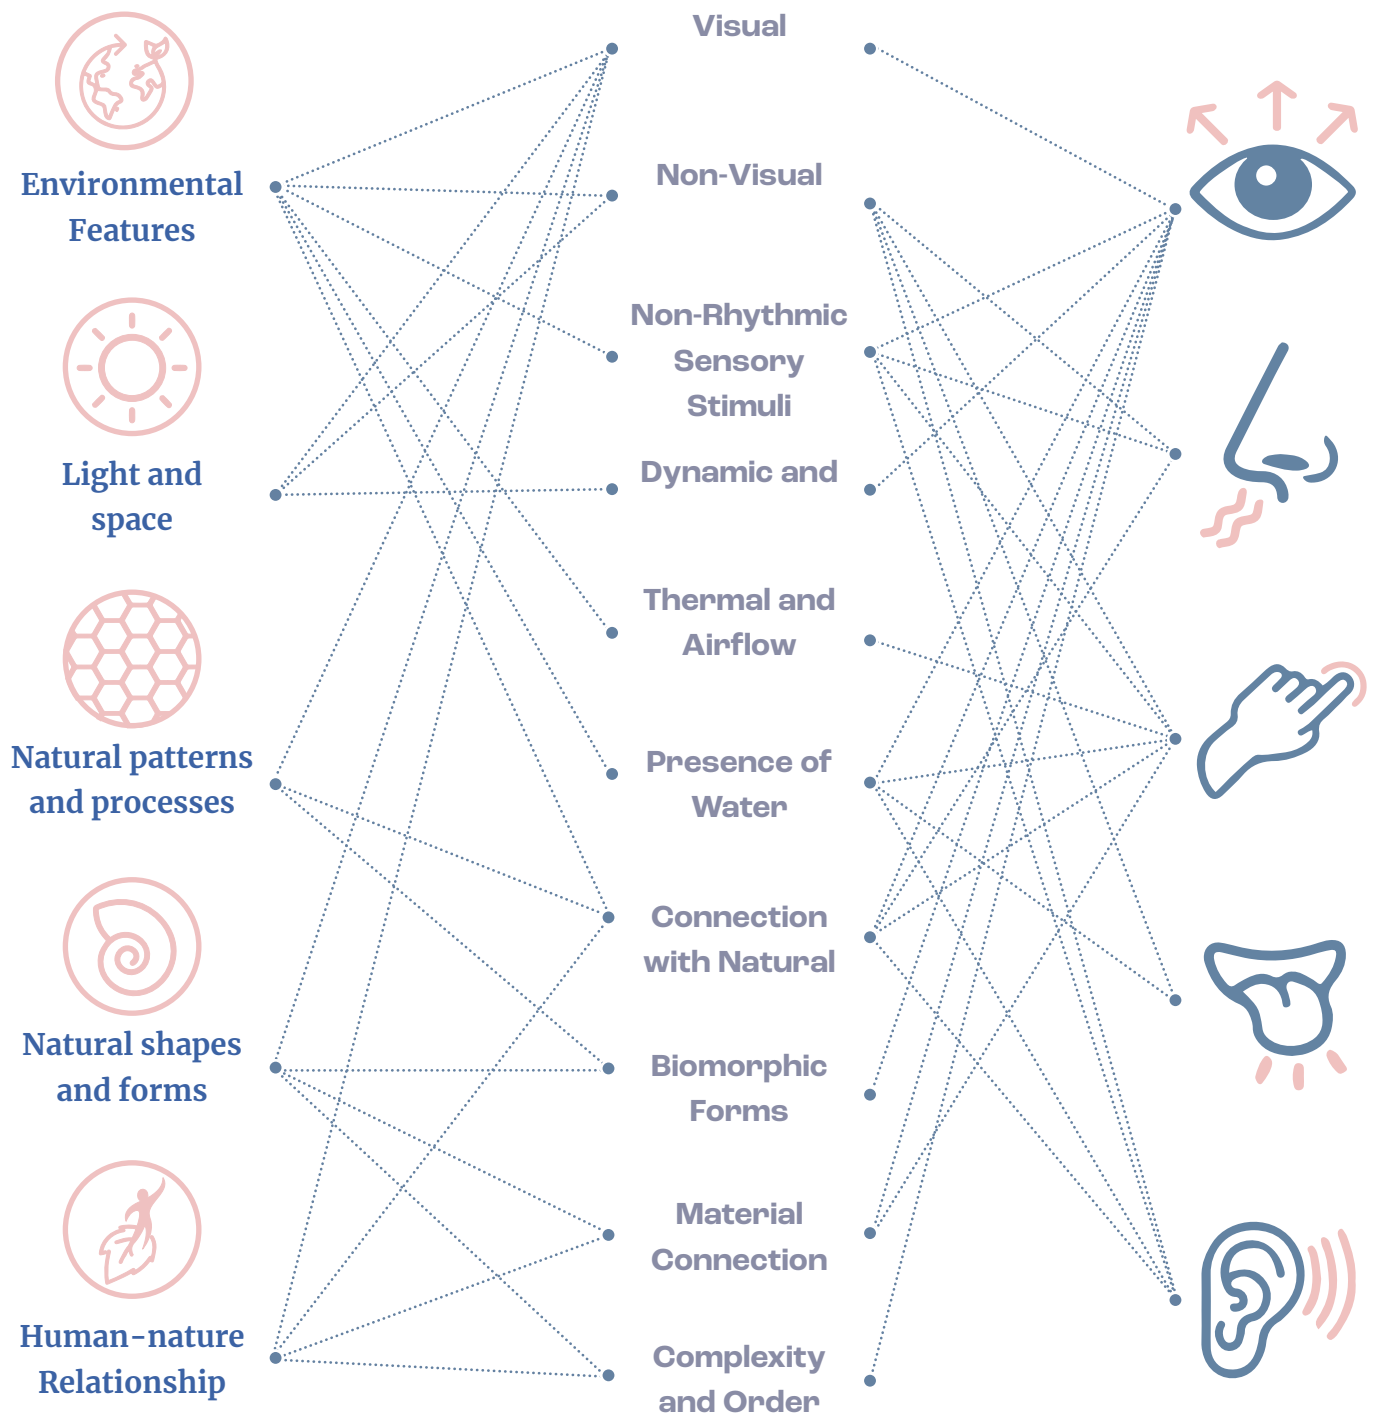 Environmental
Features
Light and
space
Natural patterns
and processes
Natural shapes
and forms
Human-nature
Relationship
Visual
Non-Visual
Non-Rhythmic
Sensory
Stimuli
Dynamic and
Thermal and
Airflow
Presence of
Water
Connection
with Natural
Biomorphic
Forms
Material
Connection
Complexity
and Order